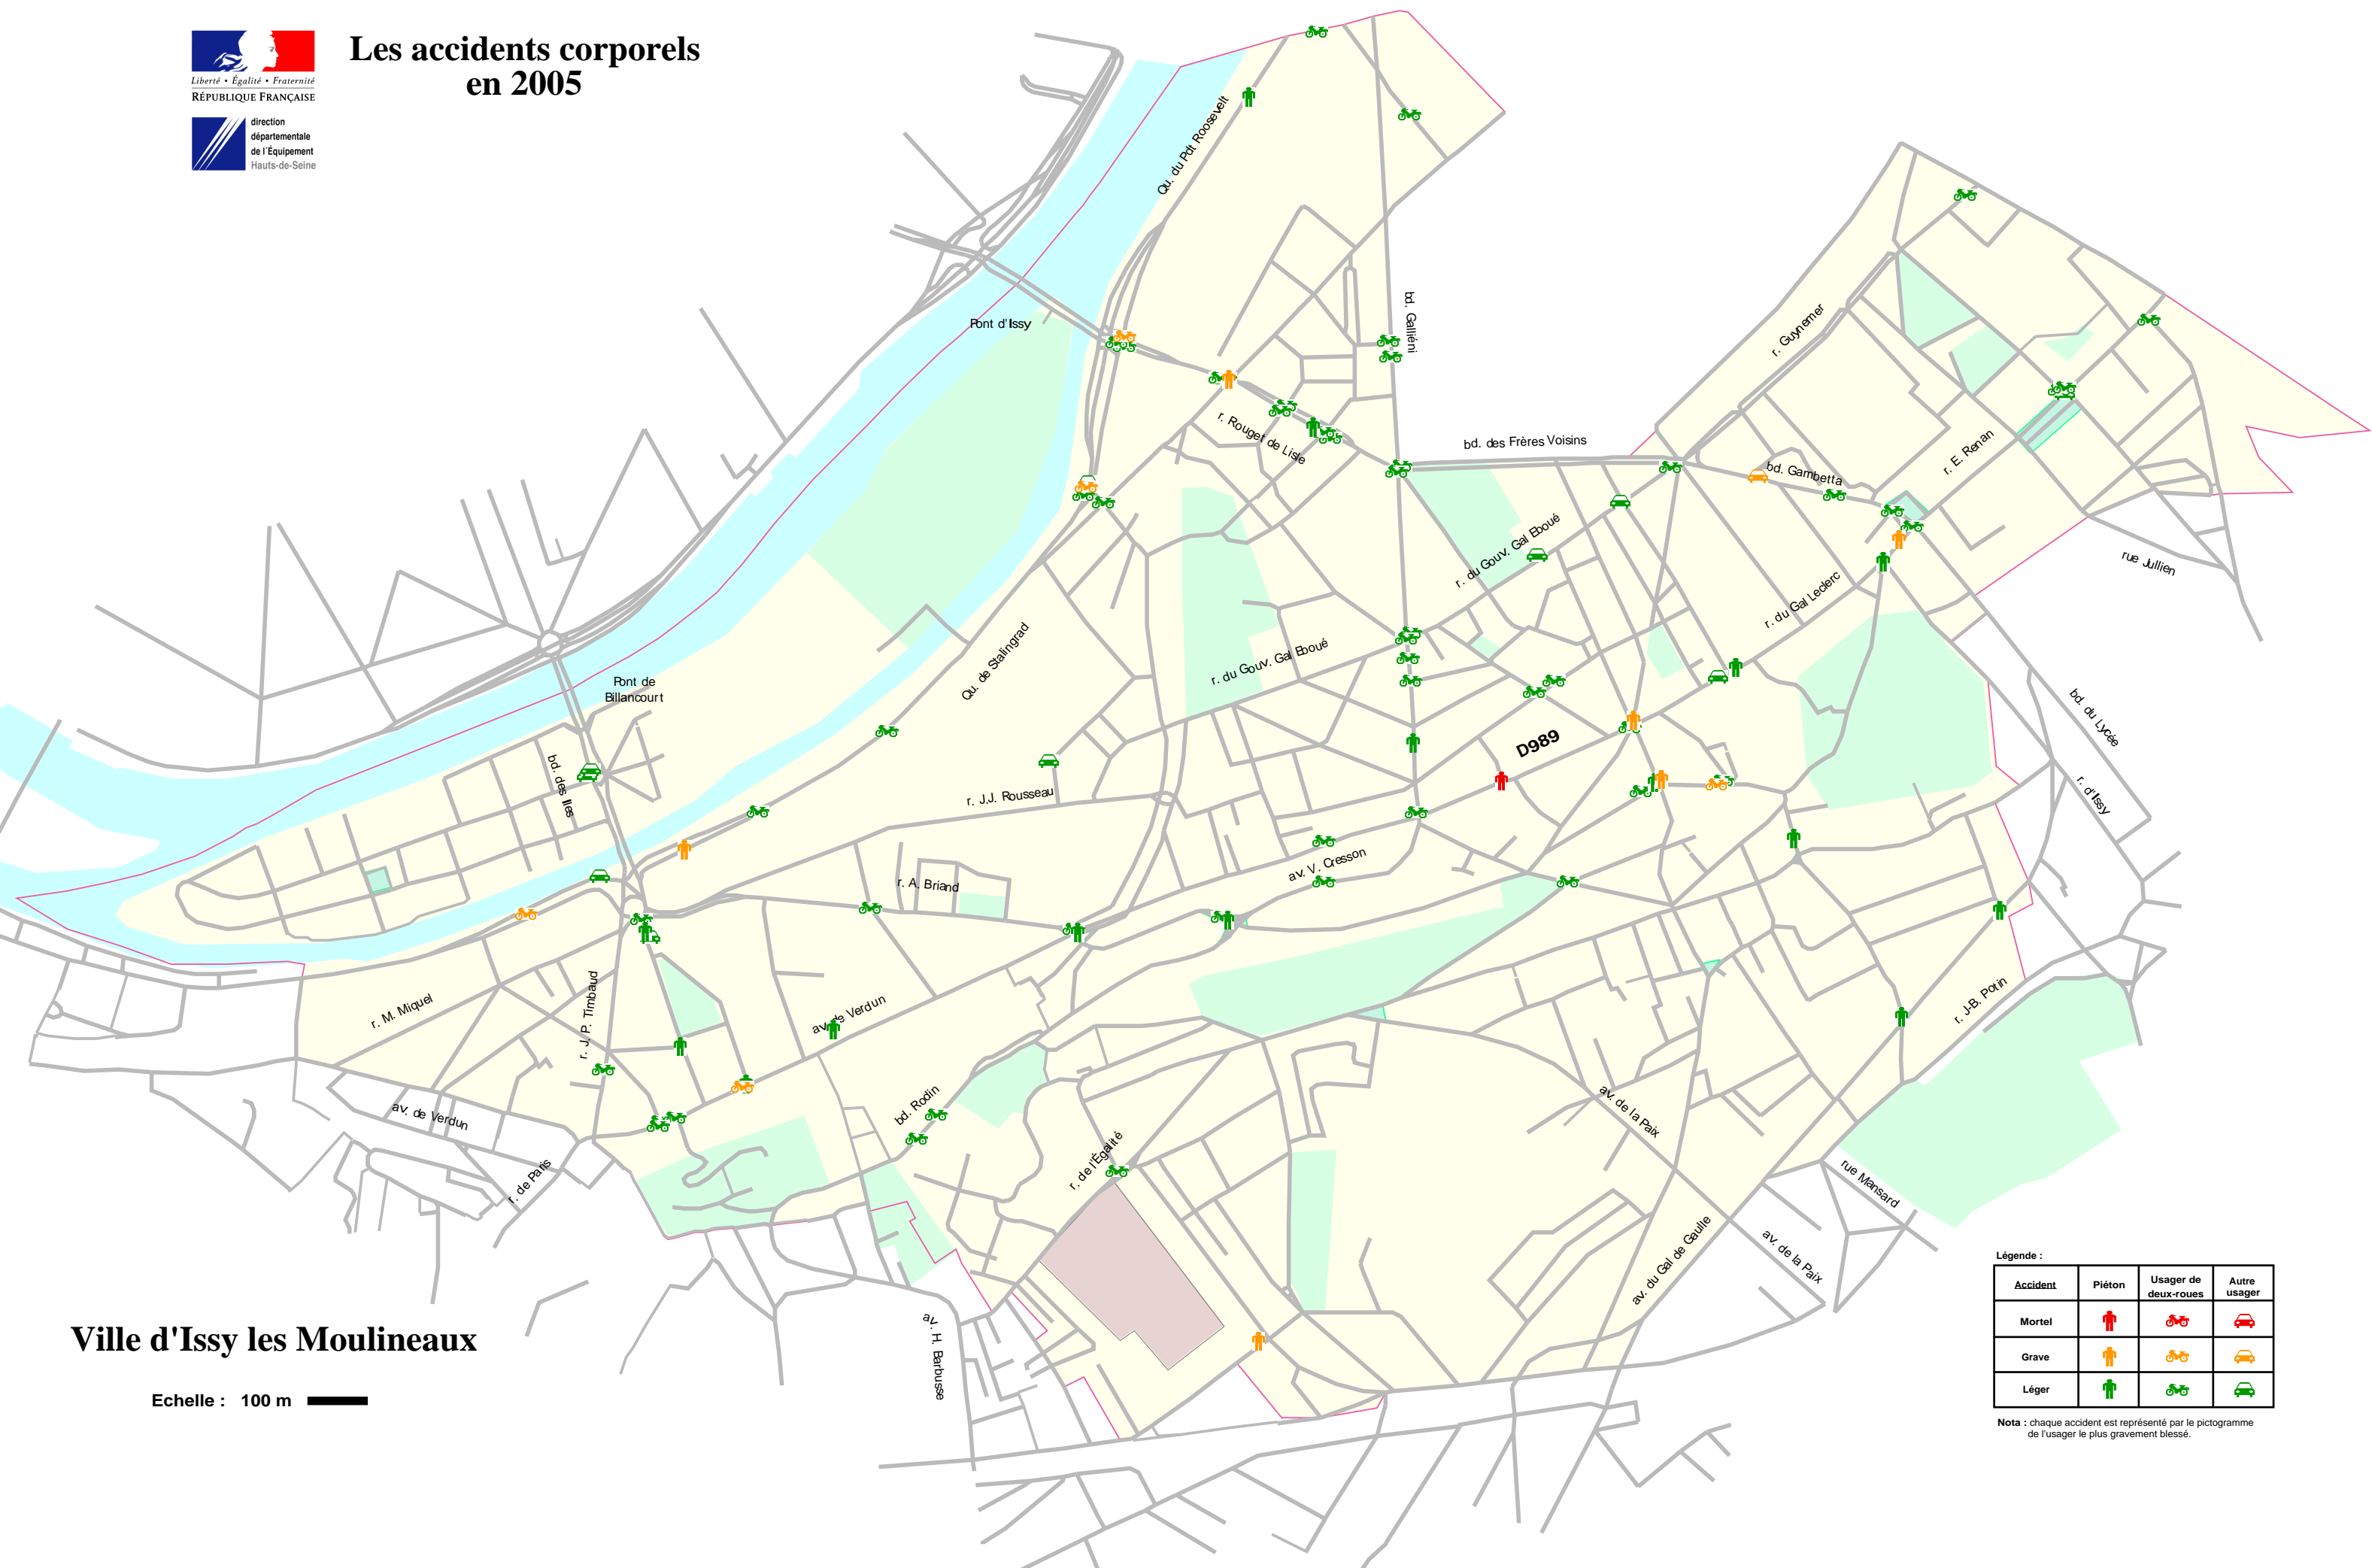 Liberté • Égalité • Fraternité
RÉPUBLIQUE FRANÇAISE
direction
départementale
de l'Équipement
Hauts-de-Seine
Les accidents corporels
en 2005
Qu. du Pdt Roosevelt
Pont d'Issy
bd. Galliéni
r. Guynemer
r. Rouget de Lisle
bd. des Frères Voisins
bd. Gambetta
r. E. Renan
rue Jullien
r. du Gouv. Gal Eboué
r. du Gal Leclerc
Qu. de Stalingrad
r. du Gouv. Gal Eboué
Pont de
Billancourt
bd. des Iles
D989
bd. du Lycée
r. d'Issy
r. J.J. Rousseau
av. V. Cresson
r. A. Briand
r. M. Miquel
r. J. P. Timbaud
av. de Verdun
r. J-B. Potin
av. de Verdun
bd. Rodin
av. de la Paix
r. de Paris
r. de l'Égalité
rue Mansard
av. du Gal de Gaulle
av. de la Paix
av. H. Barbusse
Ville d'Issy les Moulineaux
Echelle : 100 m
Légende :
Accident Piéton Usager de deux-roues Autre usager
Mortel
Grave
Léger
Nota : chaque accident est représenté par le pictogramme
de l'usager le plus gravement blessé.